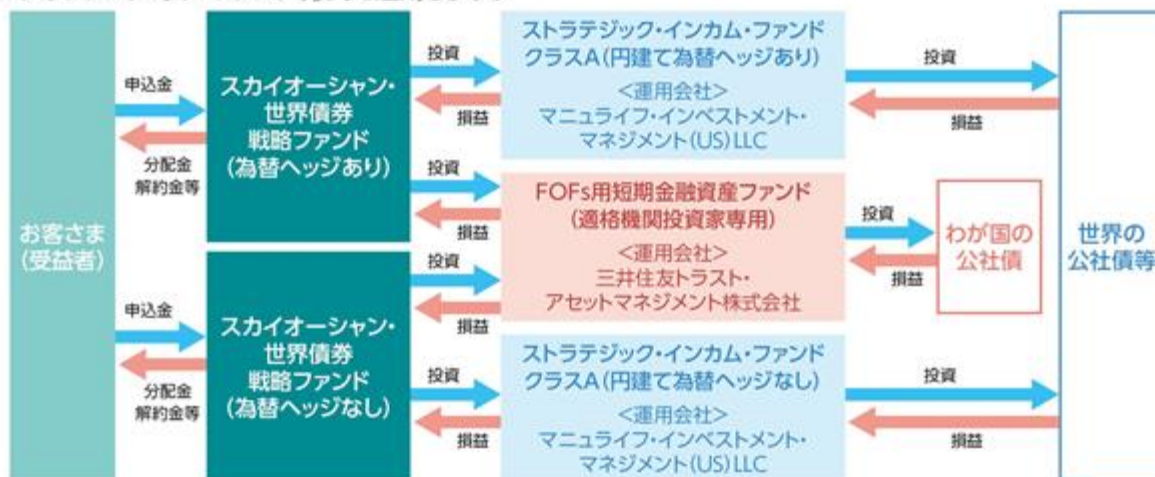 お客さま
(受益者)
申込金
分配金
解約金等
申込金
分配金
解約金等
スカイオーシャン・
世界債券
戦略ファンド
(為替ヘッジあり)
スカイオーシャン・
世界債券
戦略ファンド
(為替ヘッジなし)
投資
損益
投資
損益
投資
損益
投資
損益
ストラテジック・インカム・ファンド
クラスA(円建て為替ヘッジあり)
<運用会社>
マニュライフ・インベストメント・
マネジメント(US)LLC
FOFs用短期金融資産ファンド
(適格機関投資家専用)
<運用会社>
三井住友トラスト・
アセットマネジメント株式会社
ストラテジック・インカム・ファンド
クラスA(円建て為替ヘッジなし)
<運用会社>
マニュライフ・インベストメント・
マネジメント(US)LLC
投資
損益
投資
損益
投資
損益
わが国の
公社債
世界の
公社債等